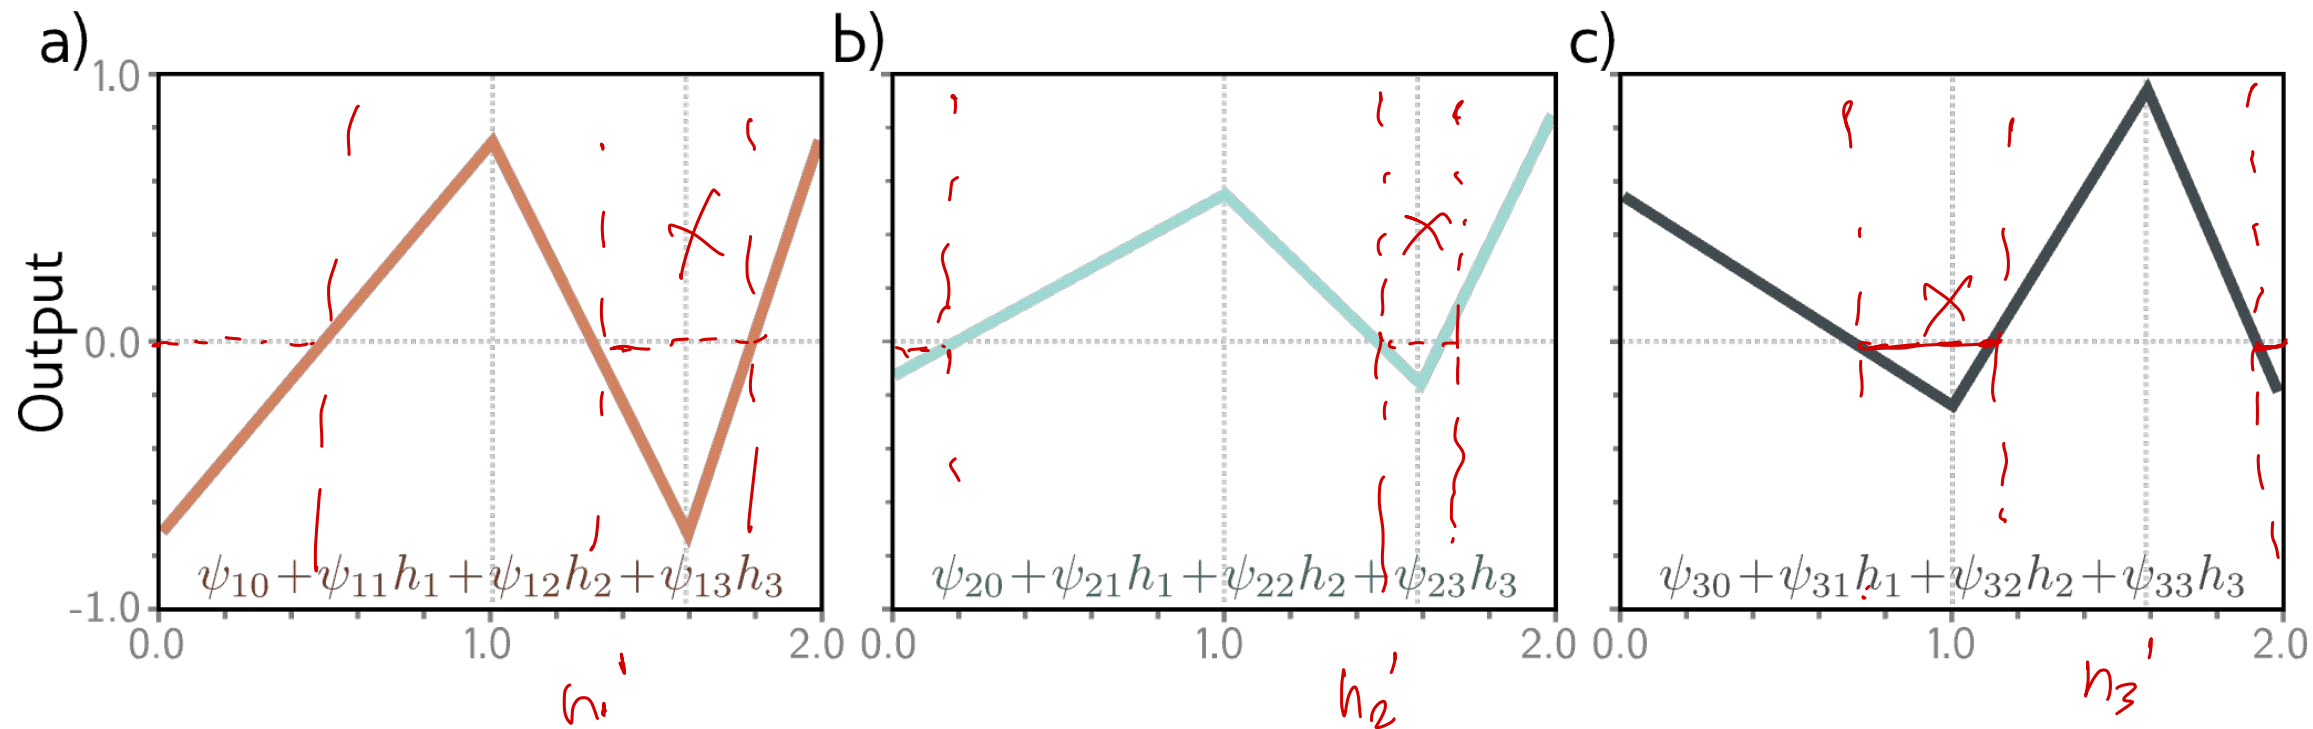 a) b) c)
1.0
0.0
-1.0
Output
ψ₁₀+ψ₁₁h₁+ψ₁₂h₂+ψ₁₃h₃
ψ₂₀+ψ₂₁h₁+ψ₂₂h₂+ψ₂₃h₃
ψ₃₀+ψ₃₁h₁+ψ₃₂h₂+ψ₃₃h₃
0.0 1.0 2.0 0.0 1.0 2.0 0.0 1.0 2.0
h₁' h₂' h₃'